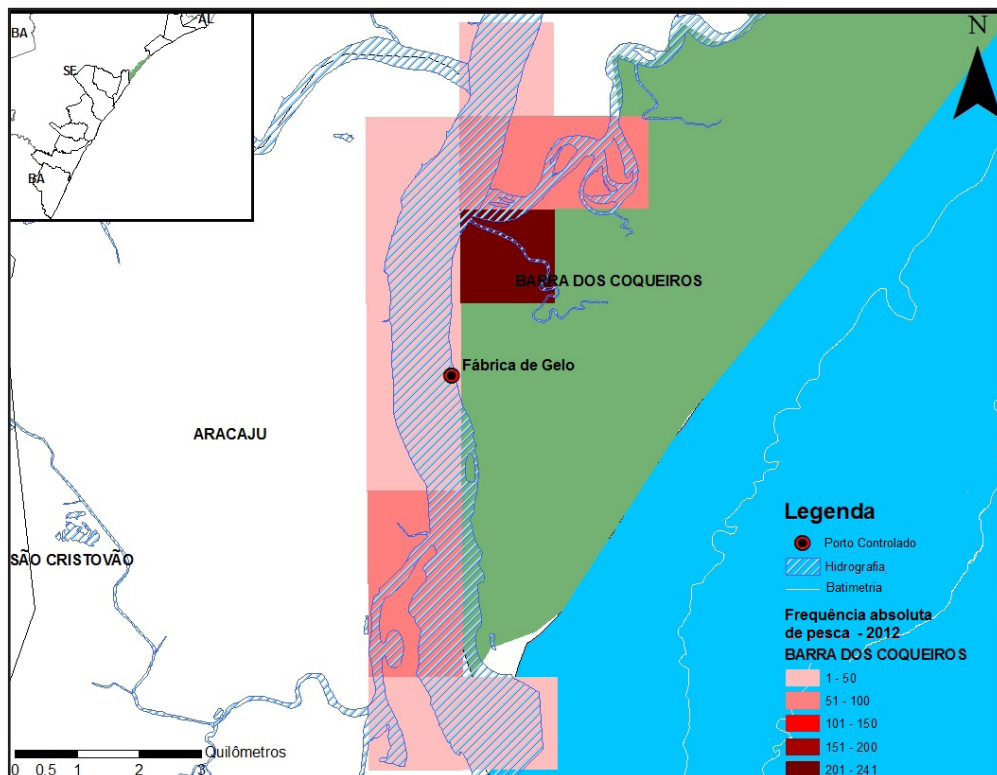 BA
AL
SE
BA
N
BARRA DOS COQUEIROS
Fábrica de Gelo
ARACAJU
SÃO CRISTOVÃO
Legenda
Porto Controlado
Hidrografia
Batimetria
Frequência absoluta
de pesca - 2012
BARRA DOS COQUEIROS
1 - 50
51 - 100
101 - 150
151 - 200
201 - 241
Quilômetros
0 0.5 1 2 3